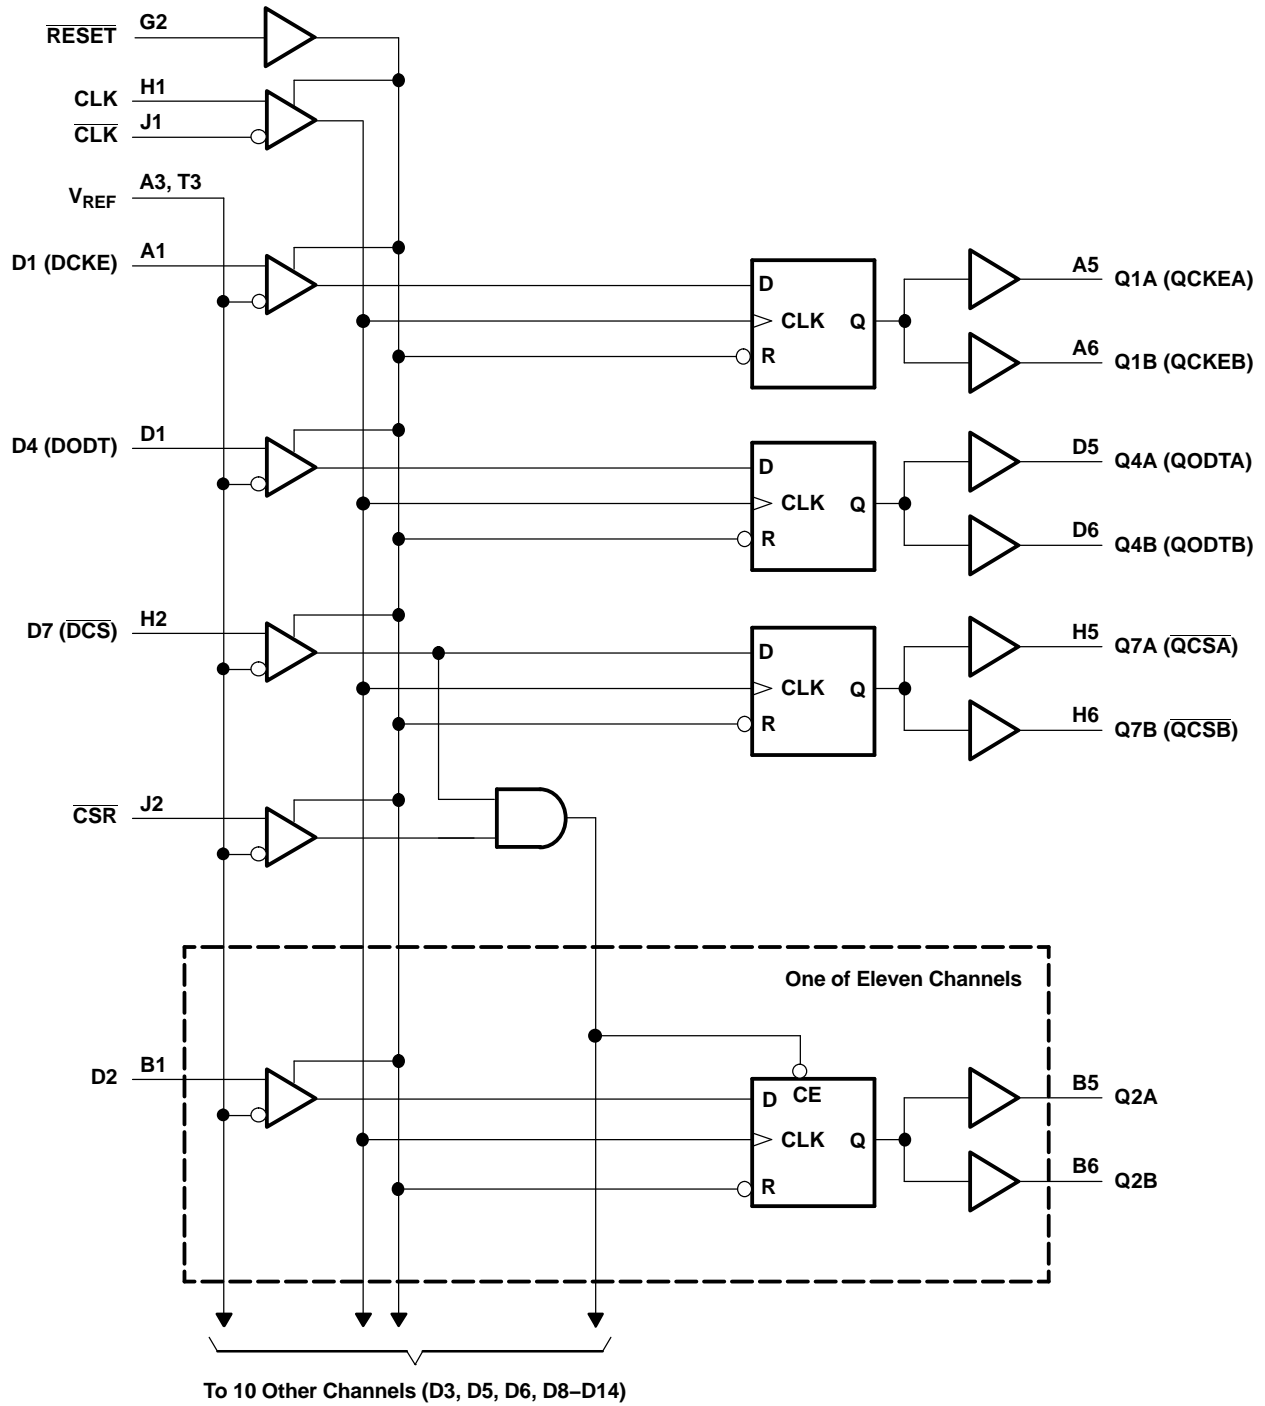 RESET G2
CLK H1
CLK J1
VREF A3, T3
D1 (DCKE) A1
D
CLK Q
R
A5 Q1A (QCKEA)
A6 Q1B (QCKEB)
D4 (DODT) D1
D
CLK Q
R
D5 Q4A (QODTA)
D6 Q4B (QODTB)
D7 (DCS) H2
D
CLK Q
R
H5 Q7A (QCSA)
H6 Q7B (QCSB)
CSR J2
One of Eleven Channels
D2 B1
CE
D
CLK Q
R
B5 Q2A
B6 Q2B
To 10 Other Channels (D3, D5, D6, D8–D14)